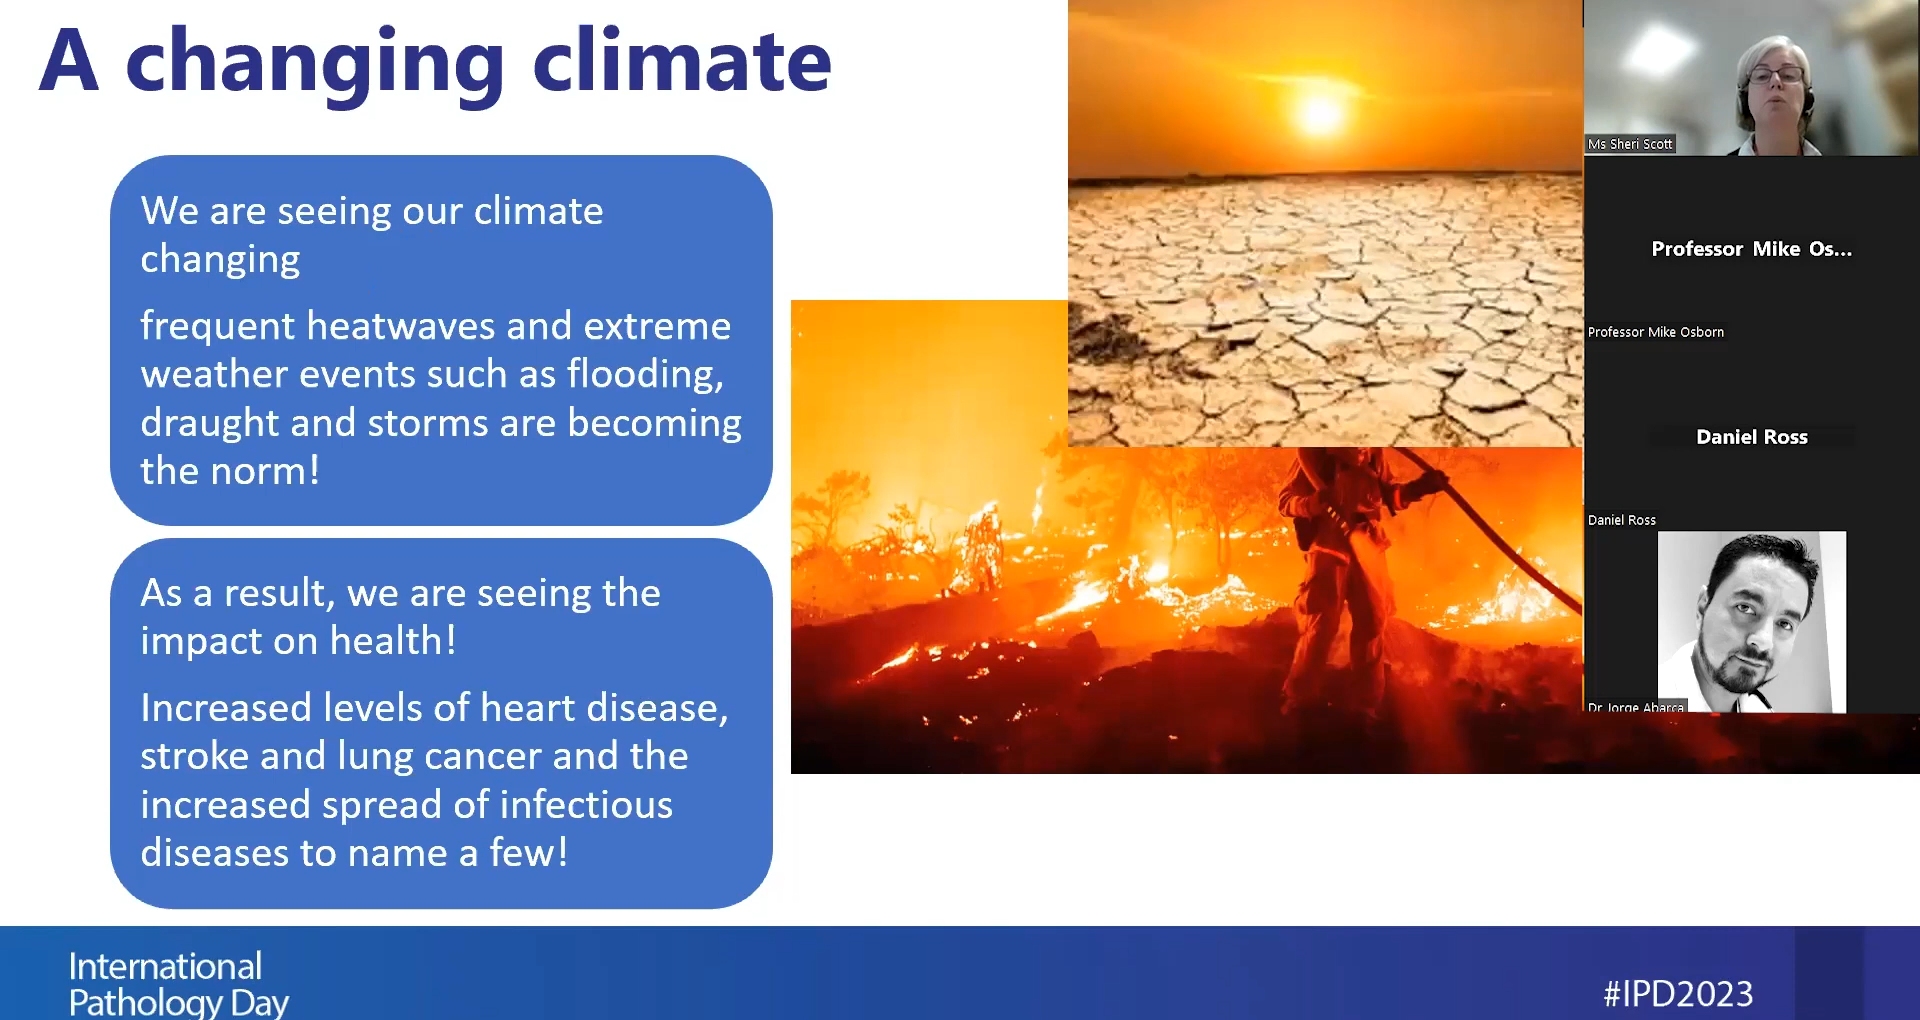 A changing climate
We are seeing our climate
changing
frequent heatwaves and extreme
weather events such as flooding,
draught and storms are becoming
the norm!
As a result, we are seeing the
impact on health!
Increased levels of heart disease,
stroke and lung cancer and the
increased spread of infectious
diseases to name a few!
Ms Sheri Scott
Professor Mike Os...
Professor Mike Osborn
Daniel Ross
Daniel Ross
Dr Jorge Abarca
International
Pathology Day
#IPD2023